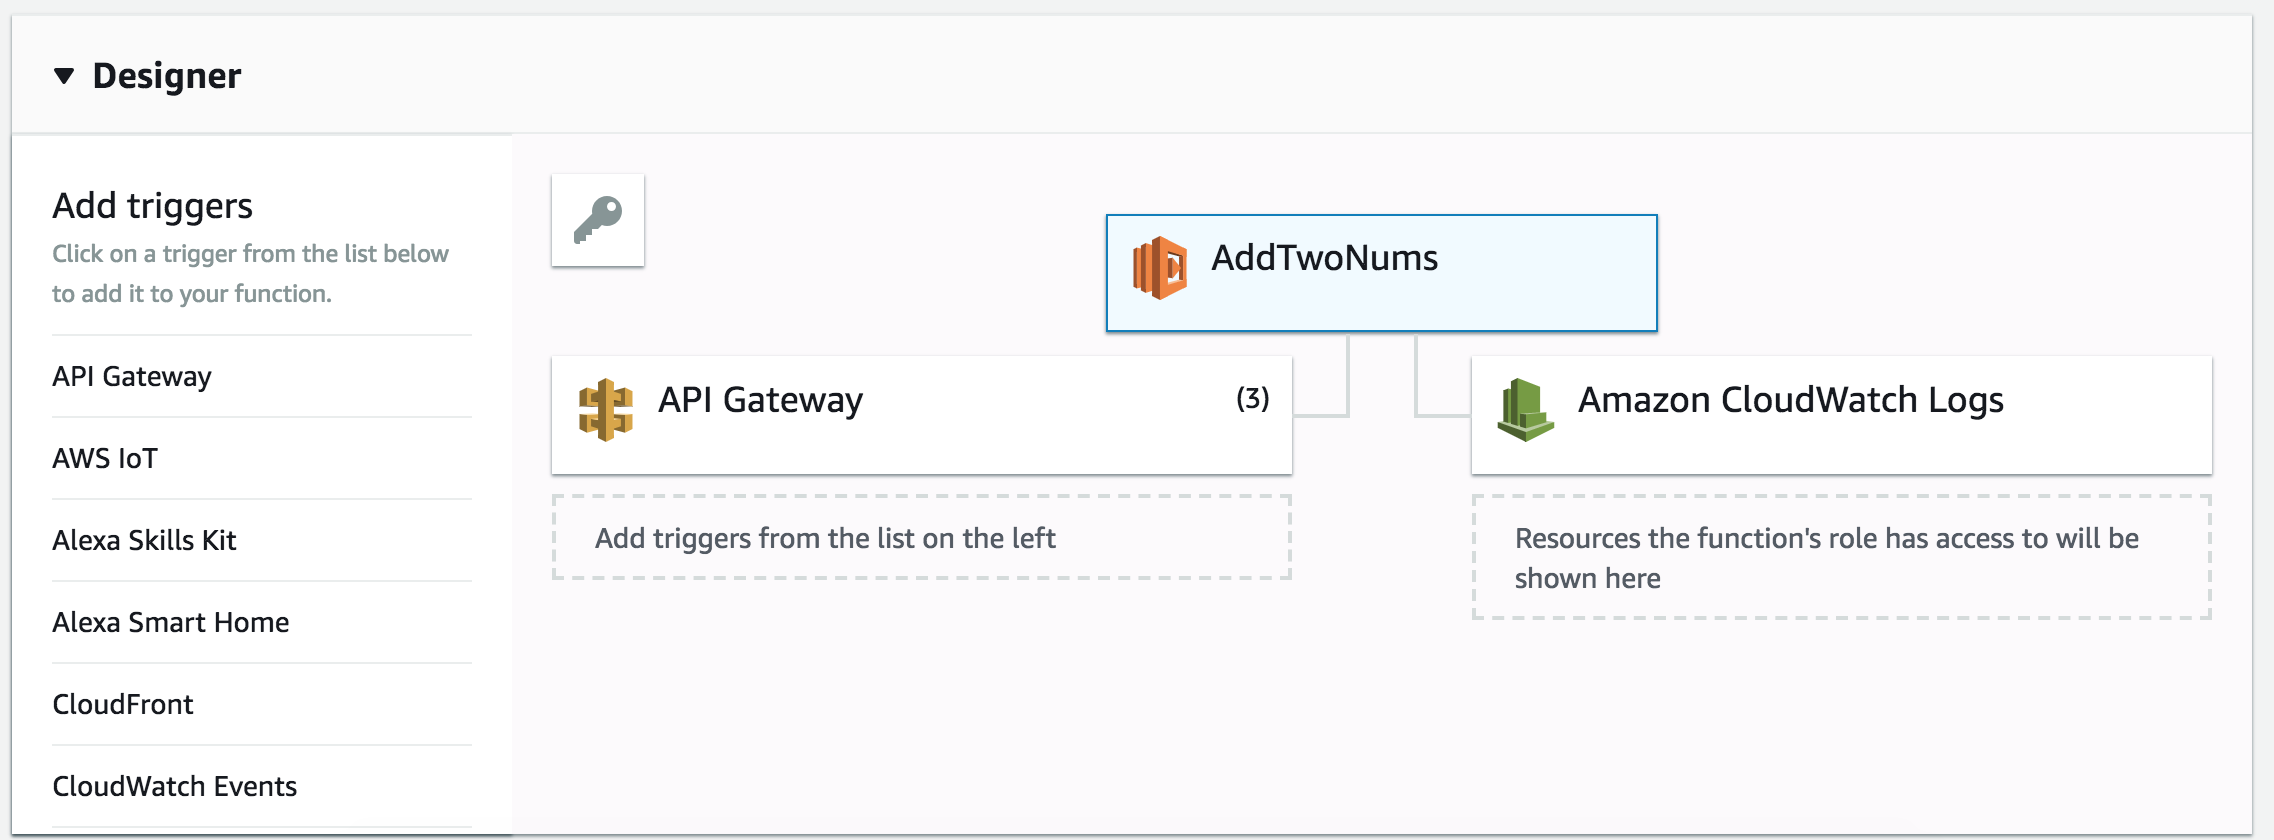 Designer
Add triggers
Click on a trigger from the list below
to add it to your function.
API Gateway
AWS IoT
Alexa Skills Kit
Alexa Smart Home
CloudFront
CloudWatch Events
AddTwoNums
API Gateway (3)
Add triggers from the list on the left
Amazon CloudWatch Logs
Resources the function's role has access to will be
shown here